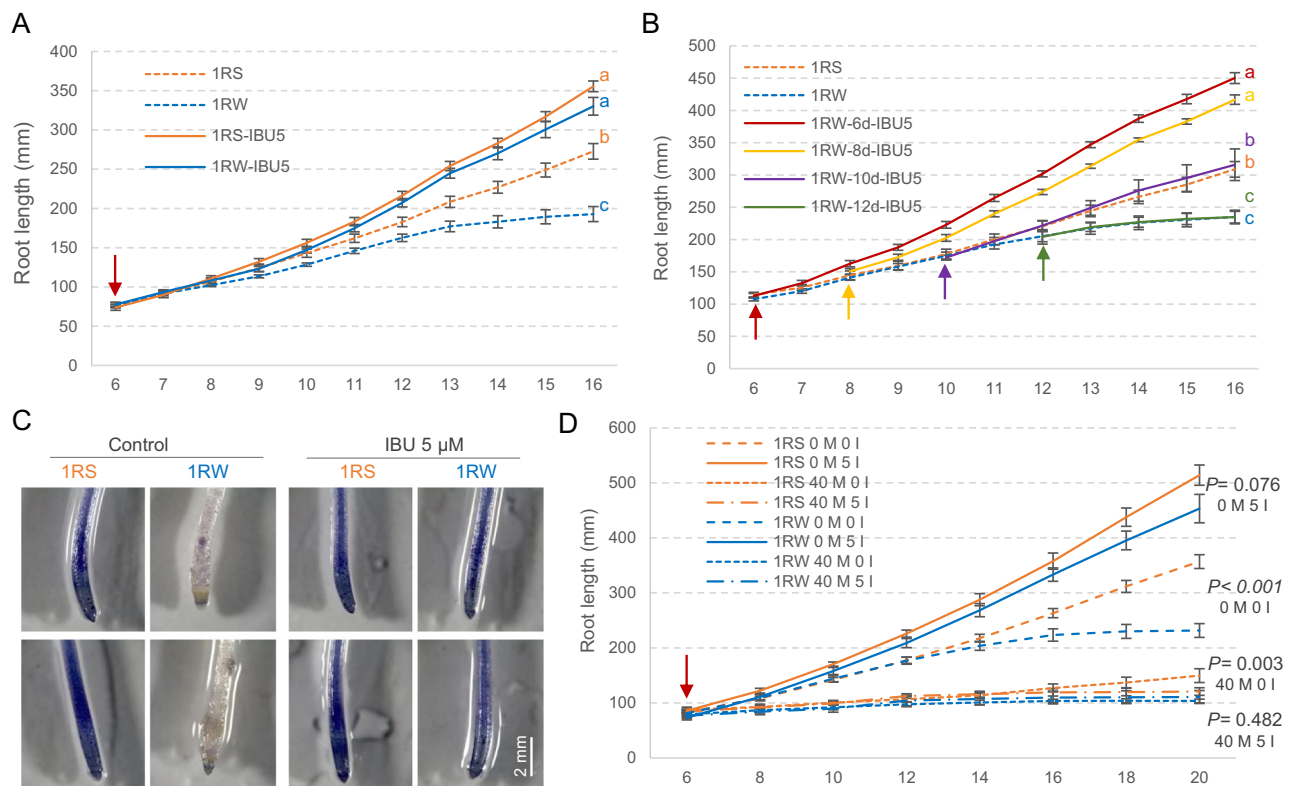 A
Root length (mm)
400
350
300
250
200
150
100
50
0
1RS
1RW
1RS-IBU5
1RW-IBU5
a
a
b
c
6 7 8 9 10 11 12 13 14 15 16
B
Root length (mm)
500
450
400
350
300
250
200
150
100
50
0
1RS
1RW
1RW-6d-IBU5
1RW-8d-IBU5
1RW-10d-IBU5
1RW-12d-IBU5
a
a
b
b
c
c
6 7 8 9 10 11 12 13 14 15 16
C
Control IBU 5 µM
1RS 1RW 1RS 1RW
2 mm
D
Root length (mm)
600
500
400
300
200
100
0
1RS 0 M 0 I
1RS 0 M 5 I
1RS 40 M 0 I
1RS 40 M 5 I
1RW 0 M 0 I
1RW 0 M 5 I
1RW 40 M 0 I
1RW 40 M 5 I
P= 0.076
0 M 5 I
P< 0.001
0 M 0 I
P= 0.003
40 M 0 I
P= 0.482
40 M 5 I
6 8 10 12 14 16 18 20